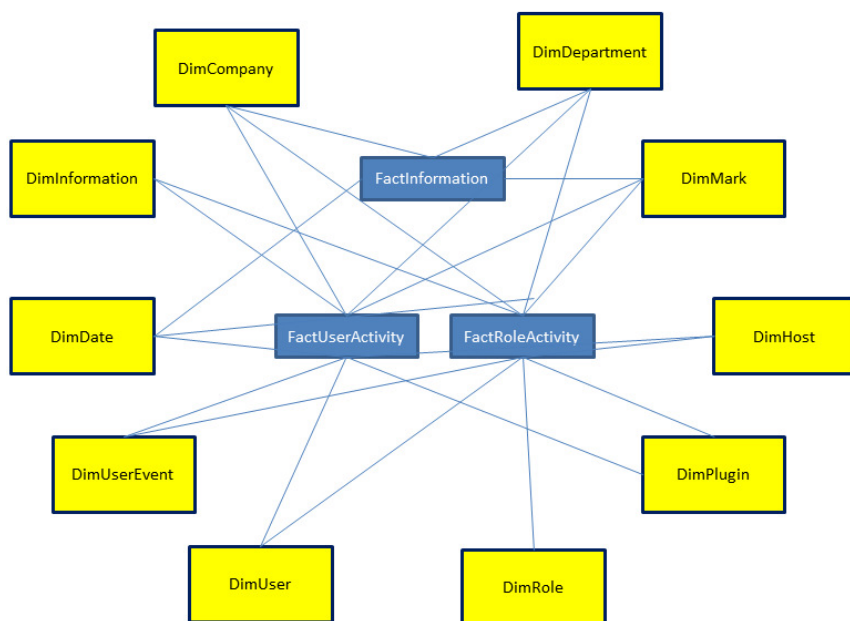 DimCompany
DimDepartment
DimInformation
FactInformation
DimMark
DimDate
FactUserActivity
FactRoleActivity
DimHost
DimUserEvent
DimPlugin
DimUser
DimRole